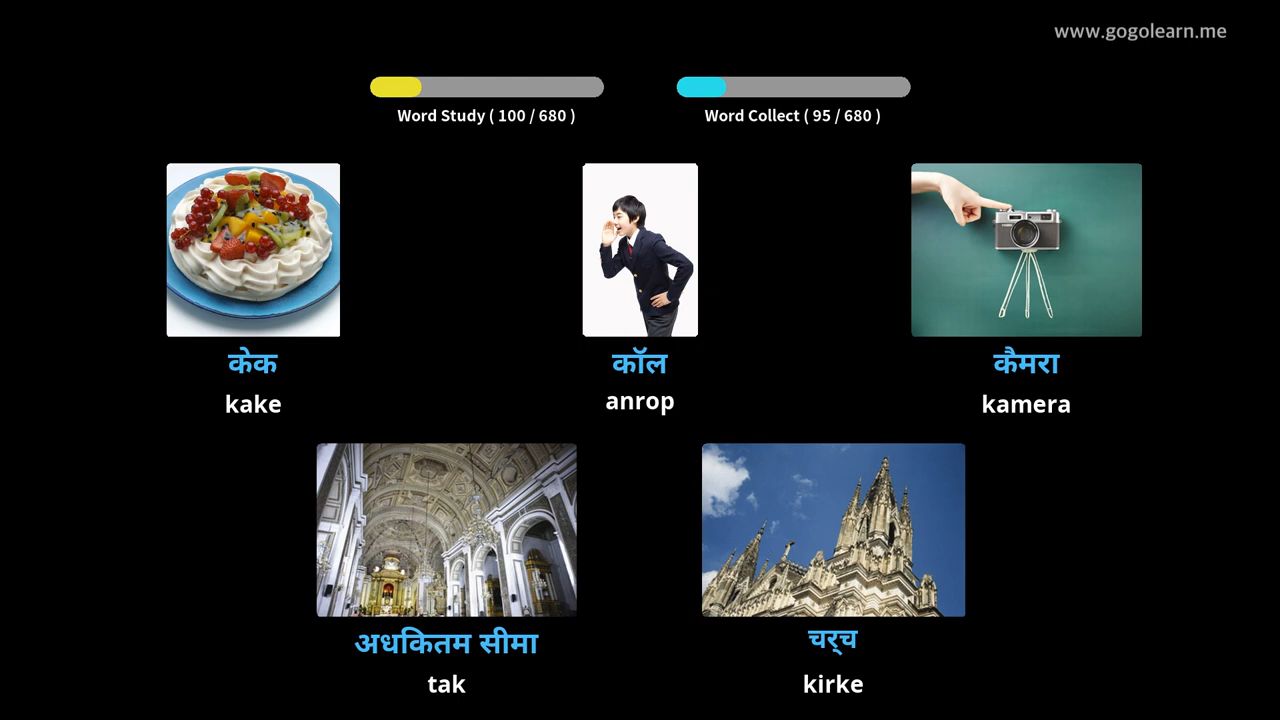 www.gogolearn.me
Word Study ( 100 / 680 )
Word Collect ( 95 / 680 )
केक
कॉल
कैमरा
kake
anrop
kamera
अधकितम सीमा
चर्च
tak
kirke